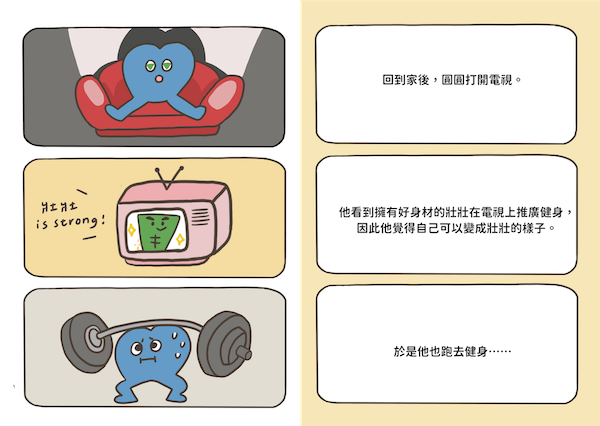 回到家後，圓圓打開電視。
壯壯
is strong!
他看到擁有好身材的壯壯在電視上推廣健身，
因此他覺得自己可以變成壯壯的樣子。
於是他也跑去健身⋯⋯